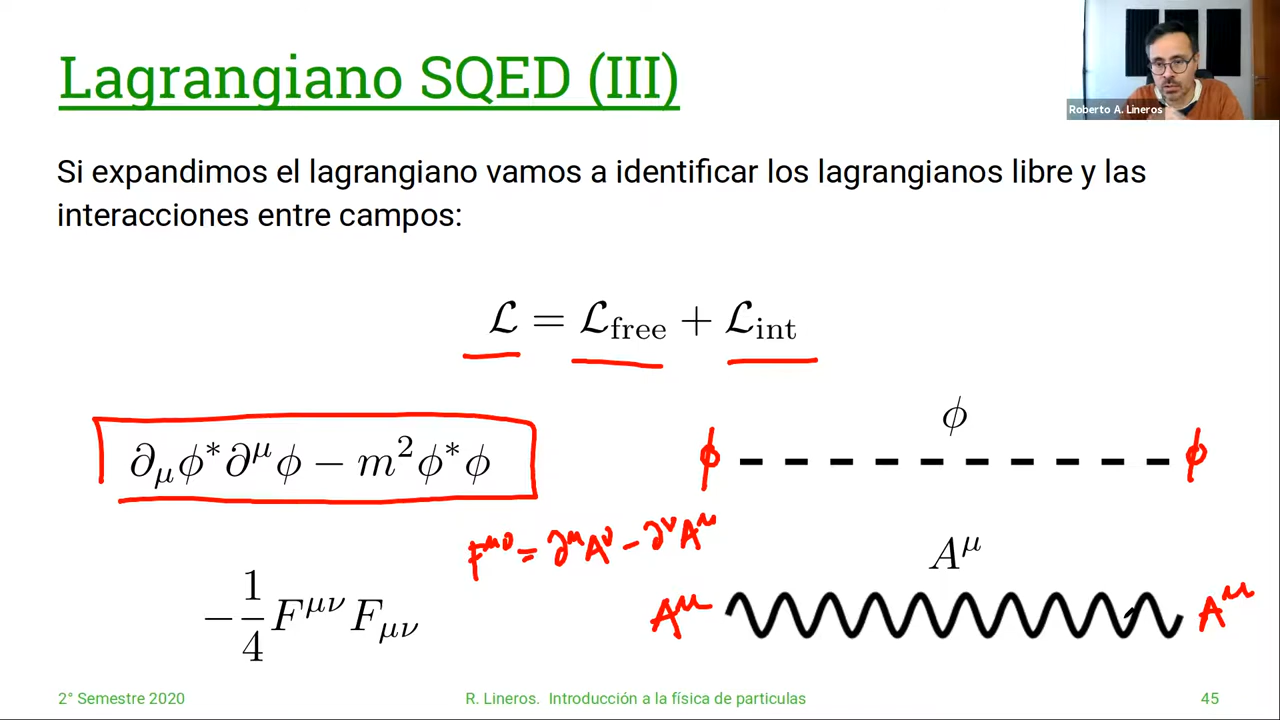 Lagrangiano SQED (III)
Roberto A. Lineros
Si expandimos el lagrangiano vamos a identificar los lagrangianos libre y las
interacciones entre campos:
ℒ = ℒ_free + ℒ_int
∂_μϕ*∂^μϕ − m²ϕ*ϕ
ϕ
ϕ ϕ
F^{μν} = ∂^μA^ν − ∂^νA^μ
A^μ
−1/4 F^{μν}F_{μν}
A^μ A^μ
2° Semestre 2020
R. Lineros. Introducción a la física de particulas
45